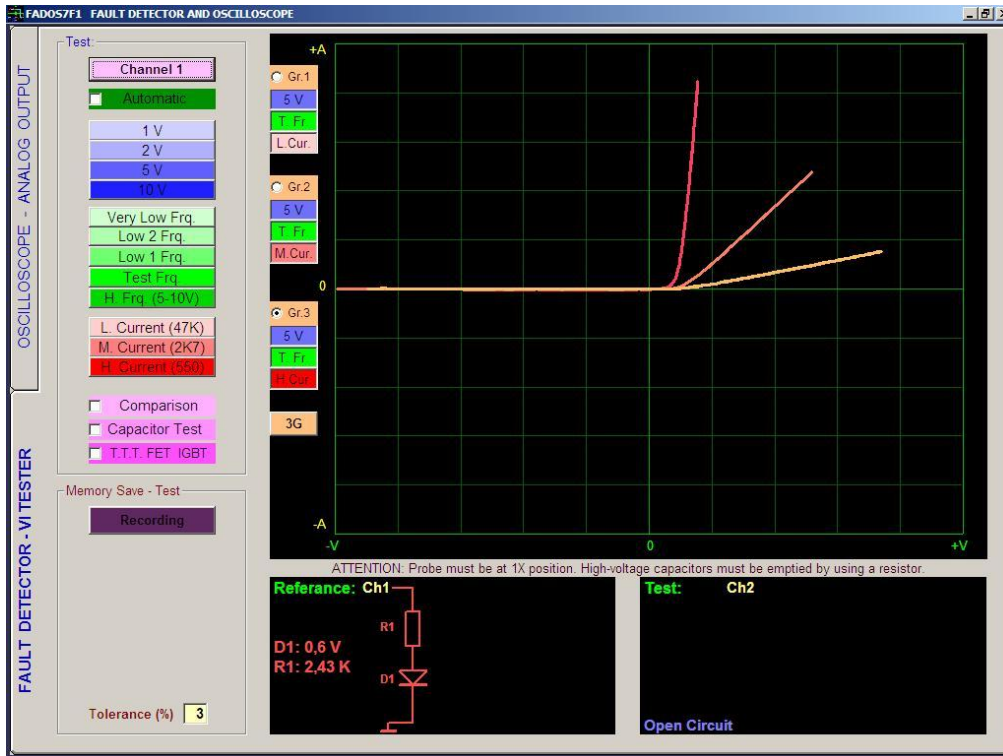 FADOS7F1 FAULT DETECTOR AND OSCILLOSCOPE
OSCILLOSCOPE - ANALOG OUTPUT
FAULT DETECTOR - VI TESTER
Test:
Channel 1
Automatic
1 V
2 V
5 V
10 V
Very Low Frq.
Low 2 Frq.
Low 1 Frq.
Test Frq.
H. Frq. (5-10V)
L. Current (47K)
M. Current (2K7)
H. Current (550)
Comparison
Capacitor Test
T.T.T. FET IGBT
Memory Save - Test
Recording
Tolerance (%) 3
+A
Gr.1
5 V
T. Fr
L.Cur.
Gr.2
5 V
T. Fr
M.Cur.
0
Gr.3
5 V
T. Fr
H.Cur.
3G
-A
-V 0 +V
ATTENTION: Probe must be at 1X position. High-voltage capacitors must be emptied by using a resistor.
Referance: Ch1
R1
D1: 0,6 V
R1: 2,43 K
D1
Test: Ch2
Open Circuit